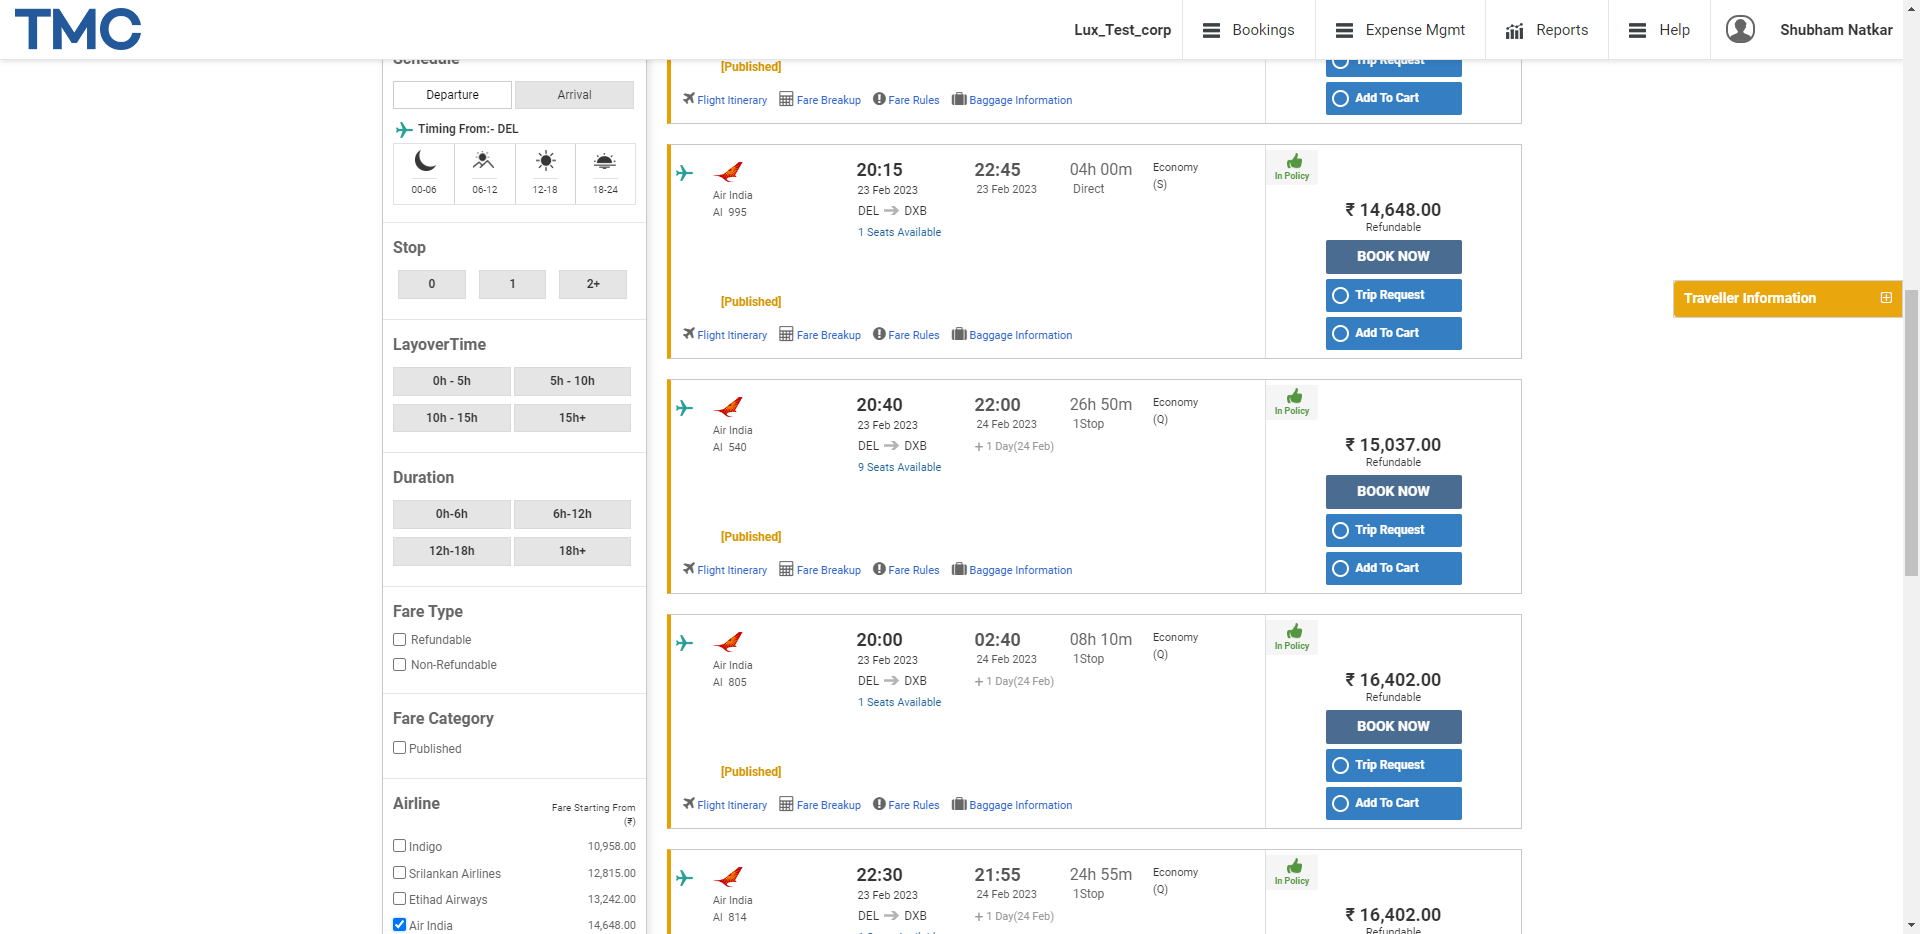 TMC
Lux_Test_corp
Bookings
Expense Mgmt
Reports
Help
Shubham Natkar
Schedule
Departure
Arrival
Timing From:- DEL
00-06
06-12
12-18
18-24
Stop
0
1
2+
LayoverTime
0h - 5h
5h - 10h
10h - 15h
15h+
Duration
0h-6h
6h-12h
12h-18h
18h+
Fare Type
Refundable
Non-Refundable
Fare Category
Published
Airline
Fare Starting From
(₹)
Indigo 10,958.00
Srilankan Airlines 12,815.00
Etihad Airways 13,242.00
Air India 14,648.00
[Published]
Flight Itinerary Fare Breakup Fare Rules Baggage Information
Trip Request
Add To Cart
Air India
AI 995
20:15
23 Feb 2023
DEL DXB
1 Seats Available
22:45
23 Feb 2023
04h 00m
Direct
Economy
(S)
[Published]
Flight Itinerary Fare Breakup Fare Rules Baggage Information
In Policy
₹ 14,648.00
Refundable
BOOK NOW
Trip Request
Add To Cart
Air India
AI 540
20:40
23 Feb 2023
DEL DXB
9 Seats Available
22:00
24 Feb 2023
+ 1 Day(24 Feb)
26h 50m
1Stop
Economy
(Q)
[Published]
Flight Itinerary Fare Breakup Fare Rules Baggage Information
In Policy
₹ 15,037.00
Refundable
BOOK NOW
Trip Request
Add To Cart
Air India
AI 805
20:00
23 Feb 2023
DEL DXB
1 Seats Available
02:40
24 Feb 2023
+ 1 Day(24 Feb)
08h 10m
1Stop
Economy
(Q)
[Published]
Flight Itinerary Fare Breakup Fare Rules Baggage Information
In Policy
₹ 16,402.00
Refundable
BOOK NOW
Trip Request
Add To Cart
Air India
AI 814
22:30
23 Feb 2023
DEL DXB
21:55
24 Feb 2023
+ 1 Day(24 Feb)
24h 55m
1Stop
Economy
(Q)
In Policy
₹ 16,402.00
Refundable
Traveller Information